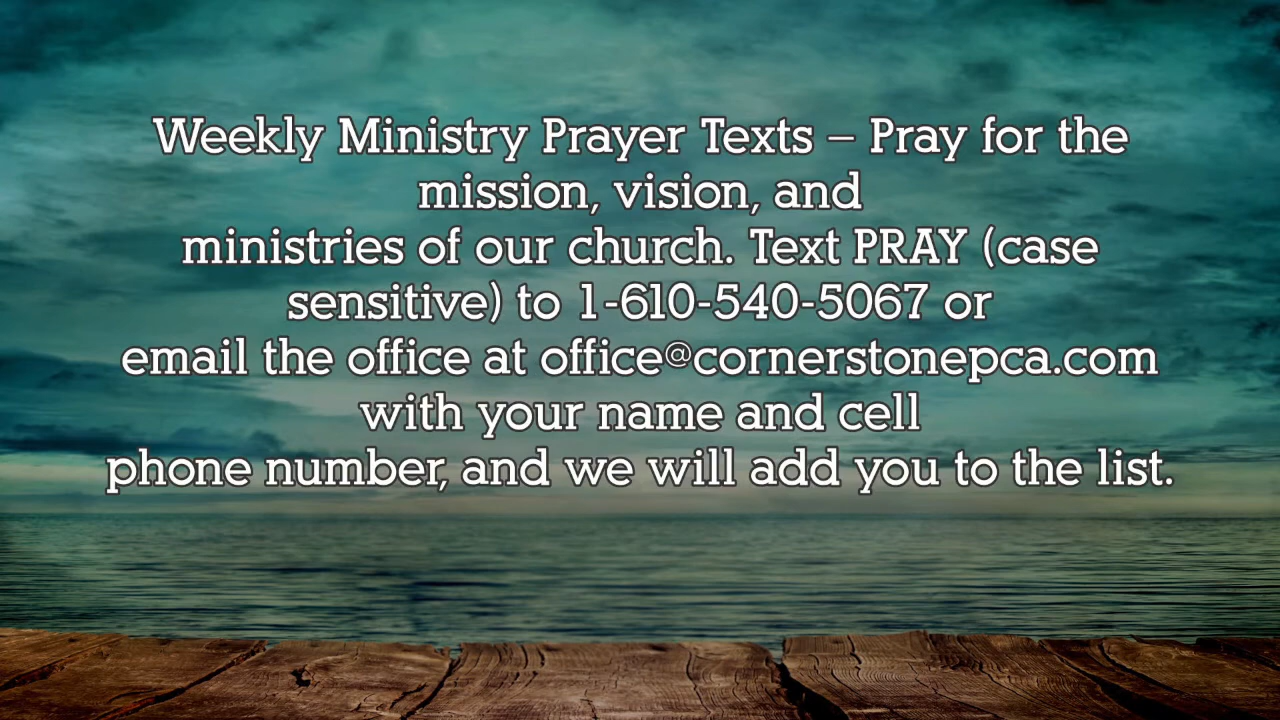 Weekly Ministry Prayer Texts – Pray for the
mission, vision, and
ministries of our church. Text PRAY (case
sensitive) to 1-610-540-5067 or
email the office at office@cornerstonepca.com
with your name and cell
phone number, and we will add you to the list.